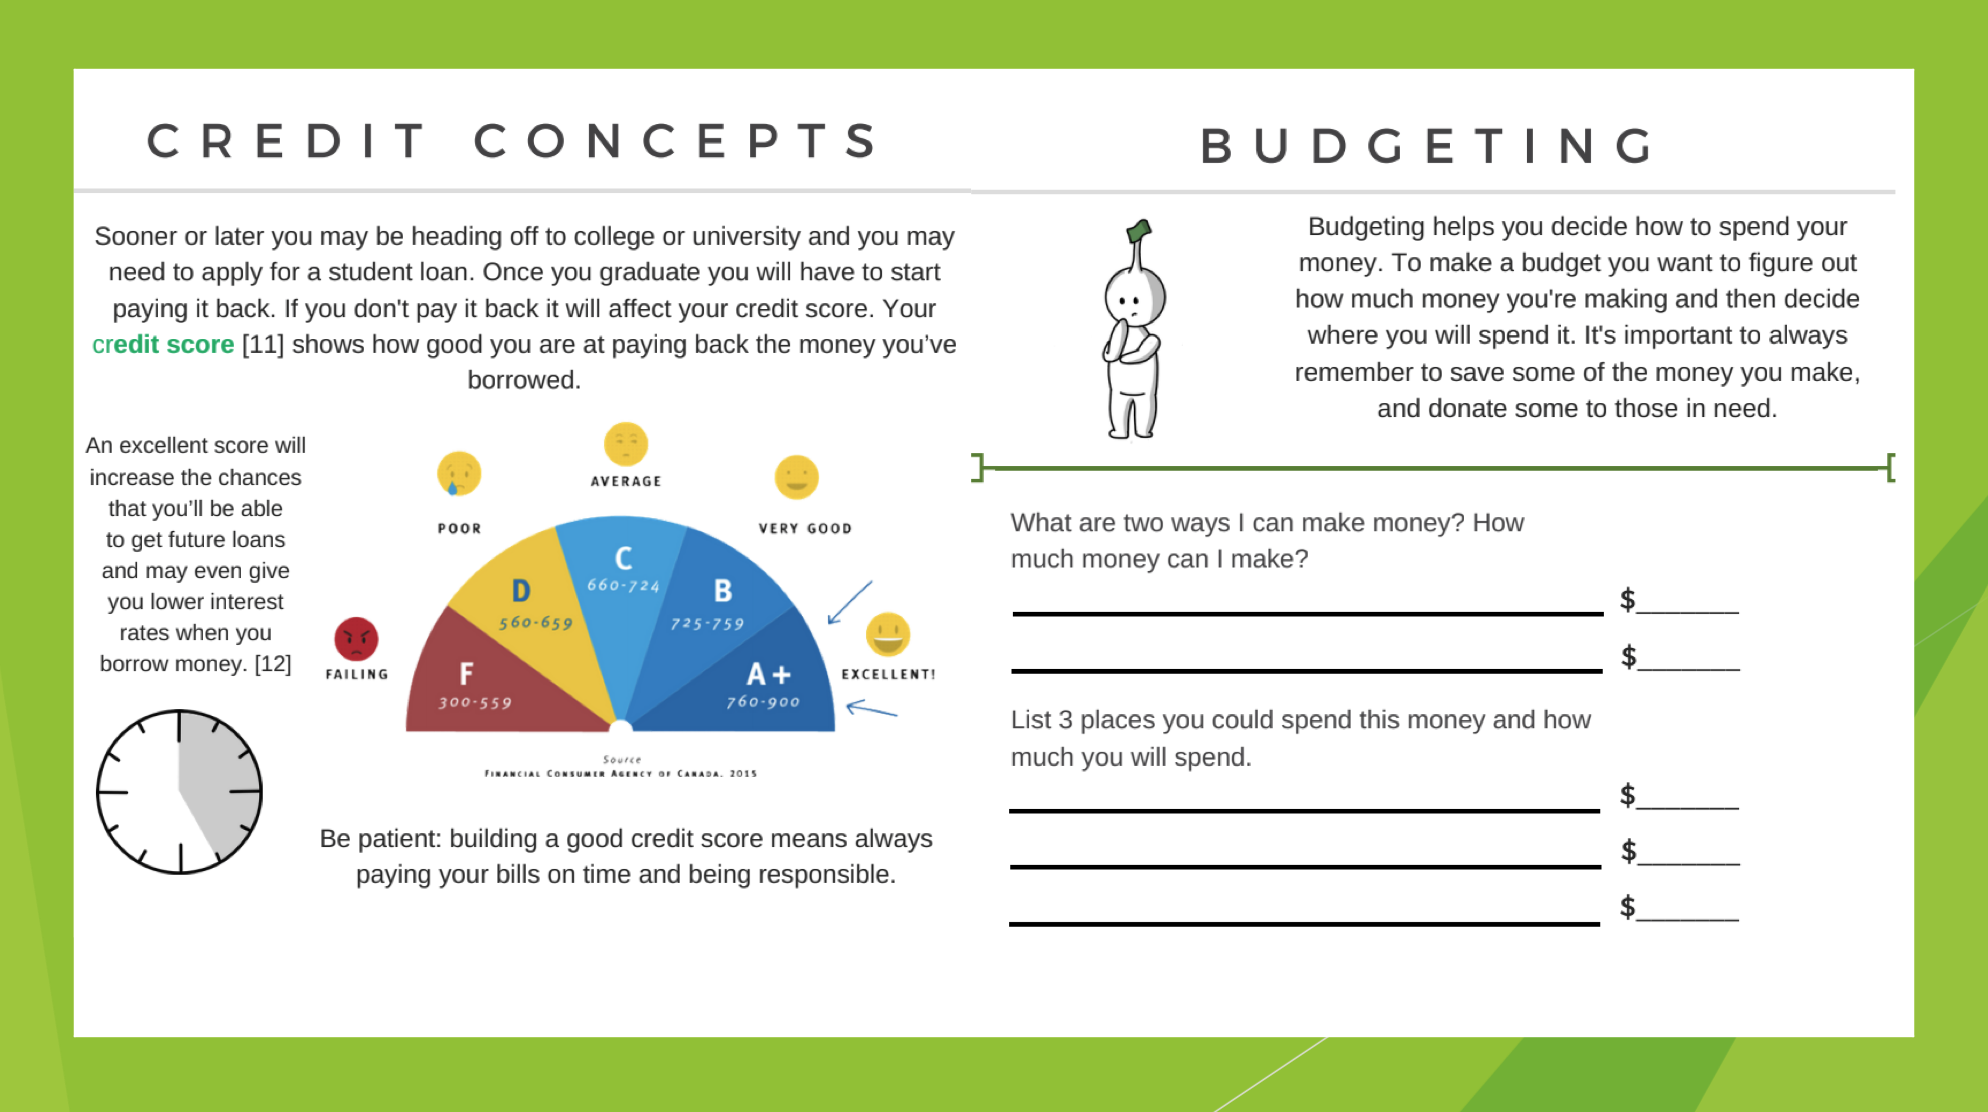 CREDIT CONCEPTS
Sooner or later you may be heading off to college or university and you may
need to apply for a student loan. Once you graduate you will have to start
paying it back. If you don't pay it back it will affect your credit score. Your
credit score [11] shows how good you are at paying back the money you’ve
borrowed.
An excellent score will
increase the chances
that you’ll be able
to get future loans
and may even give
you lower interest
rates when you
borrow money. [12]
FAILING
POOR
AVERAGE
VERY GOOD
EXCELLENT!
F
300-559
D
560-659
C
660-724
B
725-759
A+
760-900
Source
FINANCIAL CONSUMER AGENCY OF CANADA. 2015
Be patient: building a good credit score means always
paying your bills on time and being responsible.
BUDGETING
Budgeting helps you decide how to spend your
money. To make a budget you want to figure out
how much money you're making and then decide
where you will spend it. It's important to always
remember to save some of the money you make,
and donate some to those in need.
What are two ways I can make money? How
much money can I make?
$_______
$_______
List 3 places you could spend this money and how
much you will spend.
$_______
$_______
$_______